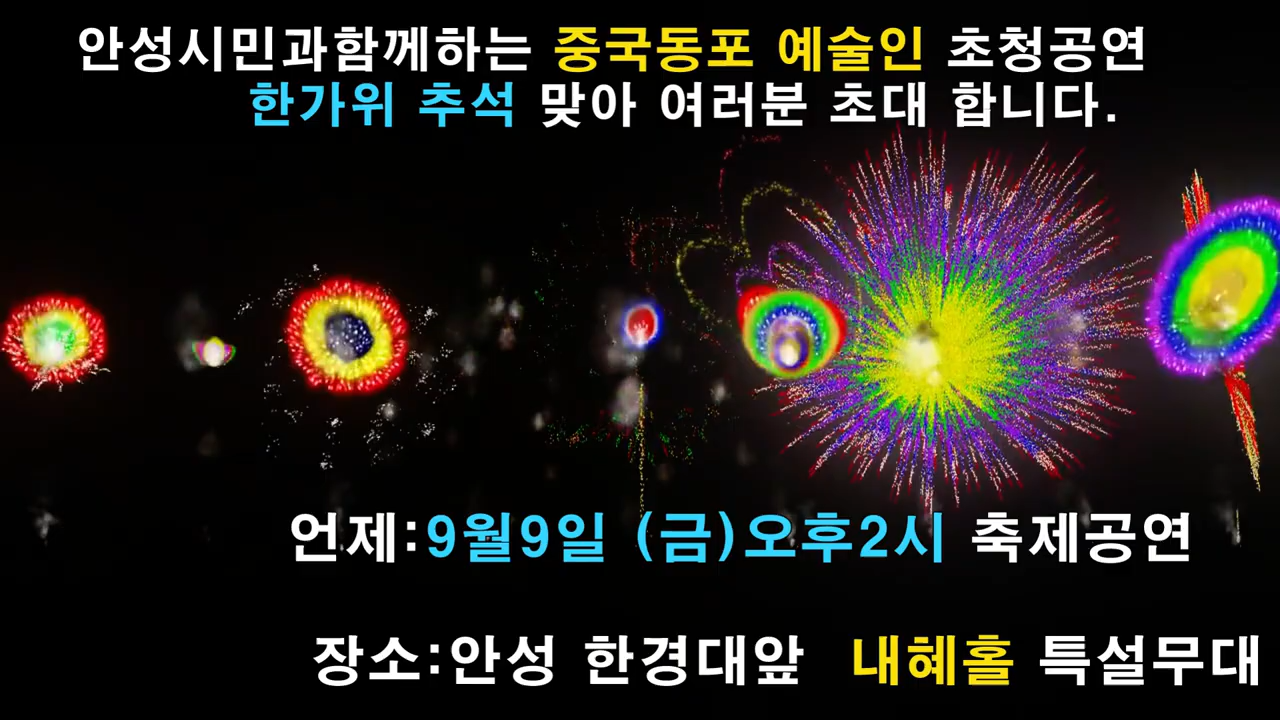 안성시민과함께하는 중국동포 예술인 초청공연
한가위 추석 맞아 여러분 초대 합니다.
언제:9월9일 (금)오후2시 축제공연
장소:안성 한경대앞 내혜홀 특설무대